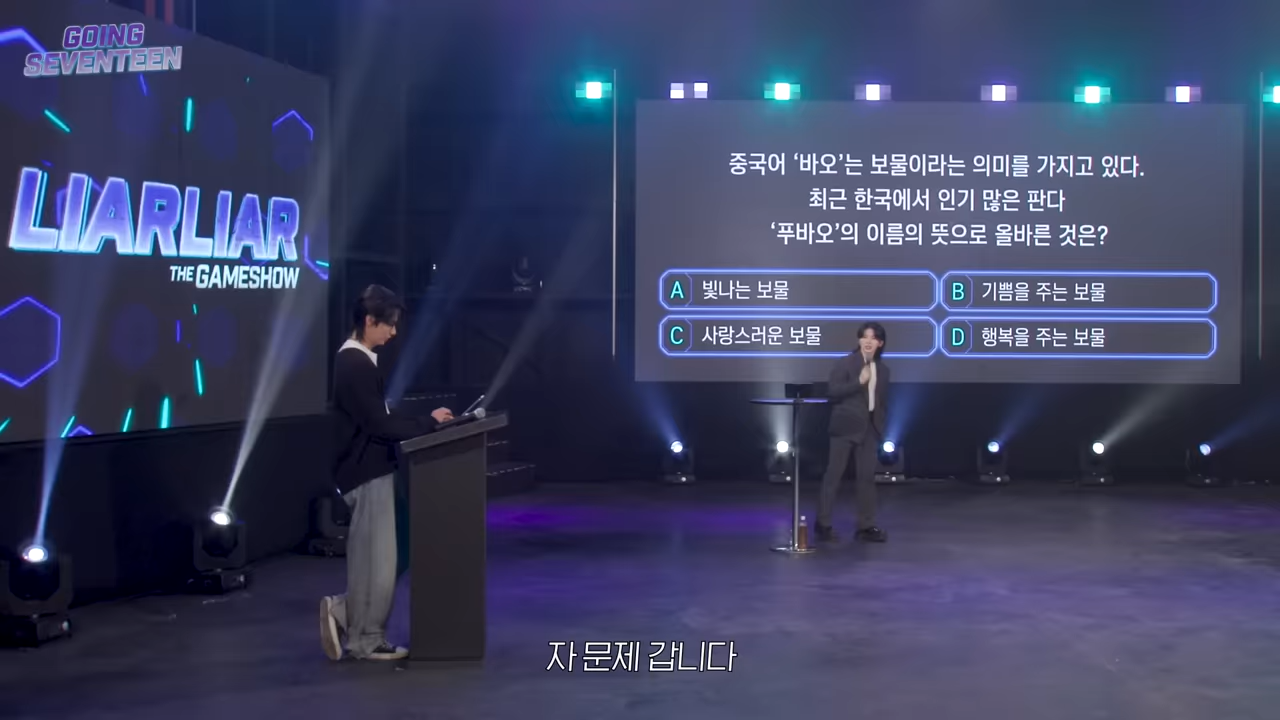 GOING
SEVENTEEN
LIARLIAR
THE GAMESHOW
중국어 ‘바오’는 보물이라는 의미를 가지고 있다.
최근 한국에서 인기 많은 판다
‘푸바오’의 이름의 뜻으로 올바른 것은?
A 빛나는 보물
B 기쁨을 주는 보물
C 사랑스러운 보물
D 행복을 주는 보물
자 문제 갑니다